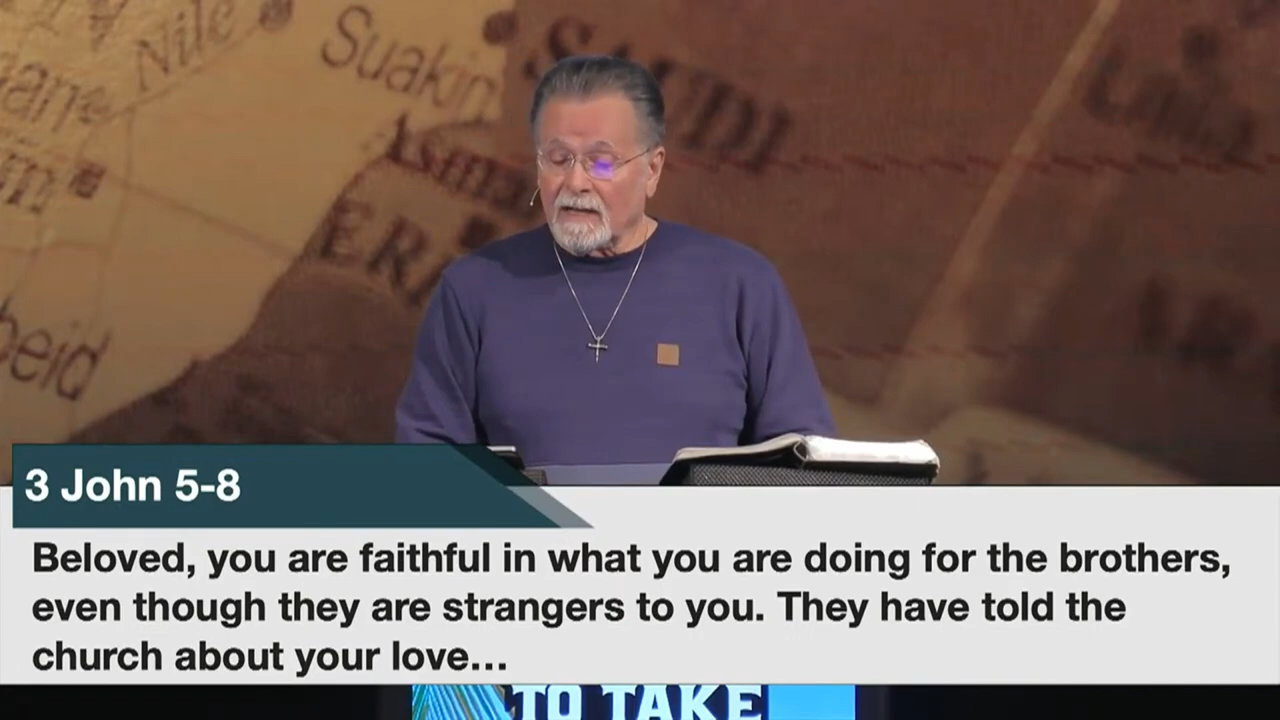 Nile
Suakin
SAUDI
3 John 5-8
Beloved, you are faithful in what you are doing for the brothers,
even though they are strangers to you. They have told the
church about your love...
TO TAKE